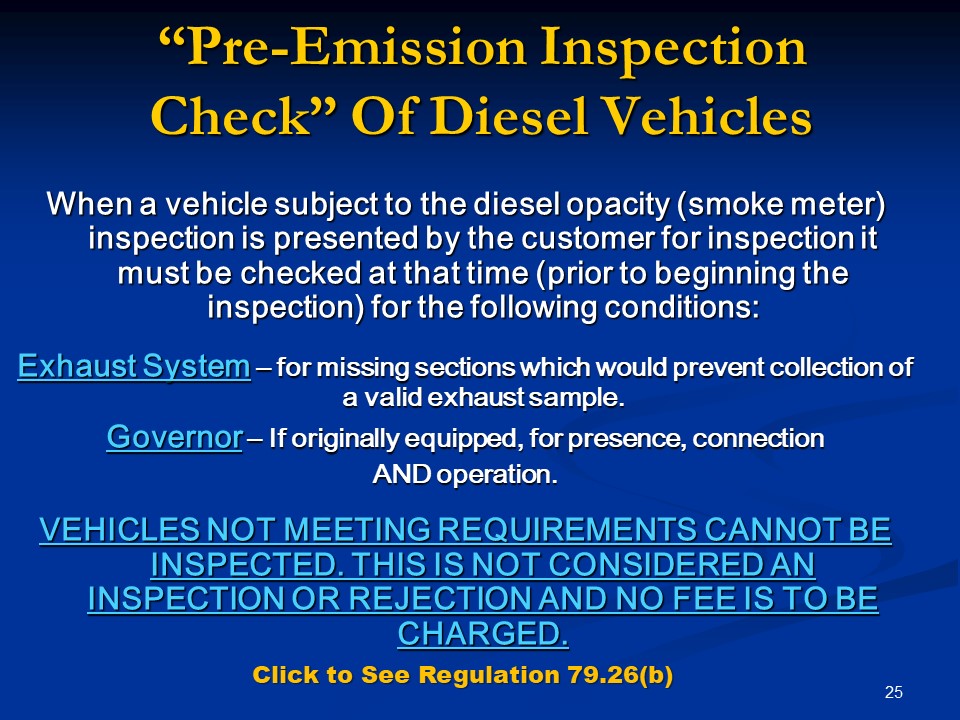 “Pre-Emission Inspection
Check” Of Diesel Vehicles
When a vehicle subject to the diesel opacity (smoke meter)
inspection is presented by the customer for inspection it
must be checked at that time (prior to beginning the
inspection) for the following conditions:
Exhaust System – for missing sections which would prevent collection of
a valid exhaust sample.
Governor – If originally equipped, for presence, connection
AND operation.
VEHICLES NOT MEETING REQUIREMENTS CANNOT BE
INSPECTED. THIS IS NOT CONSIDERED AN
INSPECTION OR REJECTION AND NO FEE IS TO BE
CHARGED.
Click to See Regulation 79.26(b)
25